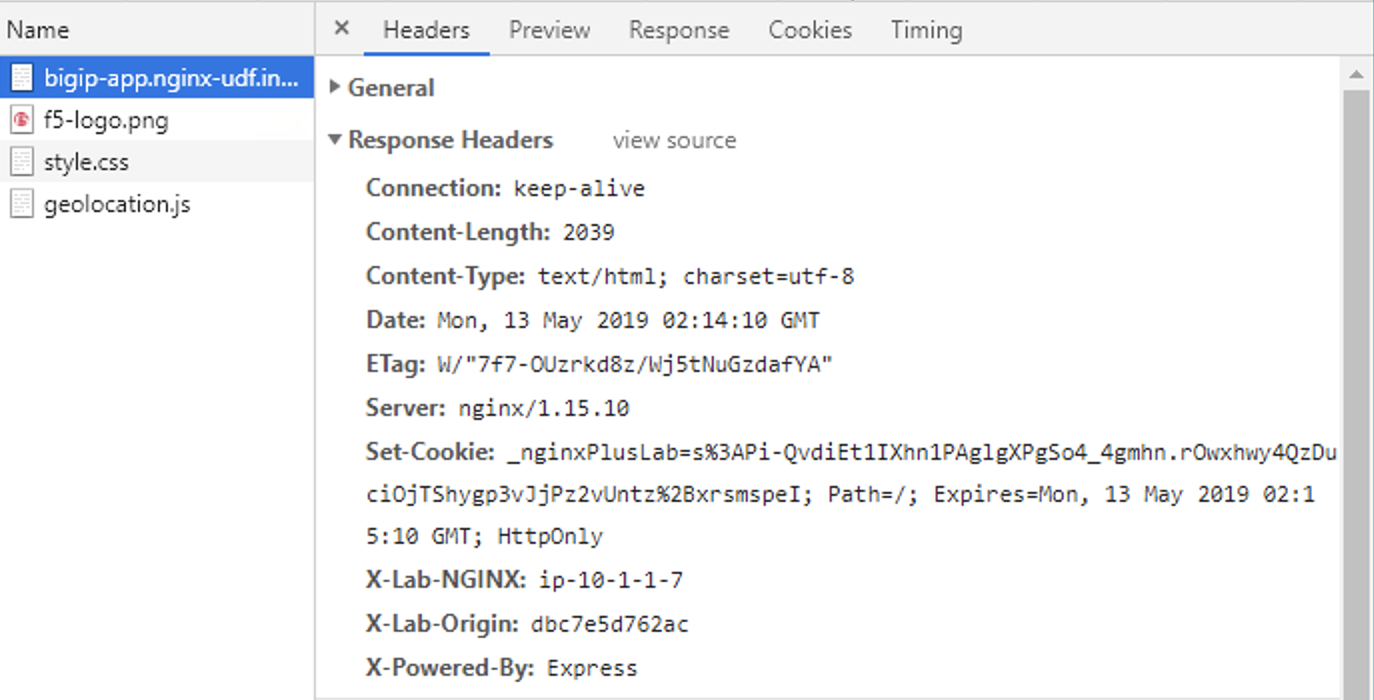 Name
bigip-app.nginx-udf.in...
f5-logo.png
style.css
geolocation.js
× Headers Preview Response Cookies Timing
General
Response Headers view source
Connection: keep-alive
Content-Length: 2039
Content-Type: text/html; charset=utf-8
Date: Mon, 13 May 2019 02:14:10 GMT
ETag: W/"7f7-OUzrkd8z/Wj5tNuGzdafYA"
Server: nginx/1.15.10
Set-Cookie: _nginxPlusLab=s%3APi-QvdiEt1IXhn1PAglgXPgSo4_4gmhn.rOwxhwy4QzDu
ciOjTShygp3vJjPz2vUntz%2BxrsmspeI; Path=/; Expires=Mon, 13 May 2019 02:1
5:10 GMT; HttpOnly
X-Lab-NGINX: ip-10-1-1-7
X-Lab-Origin: dbc7e5d762ac
X-Powered-By: Express